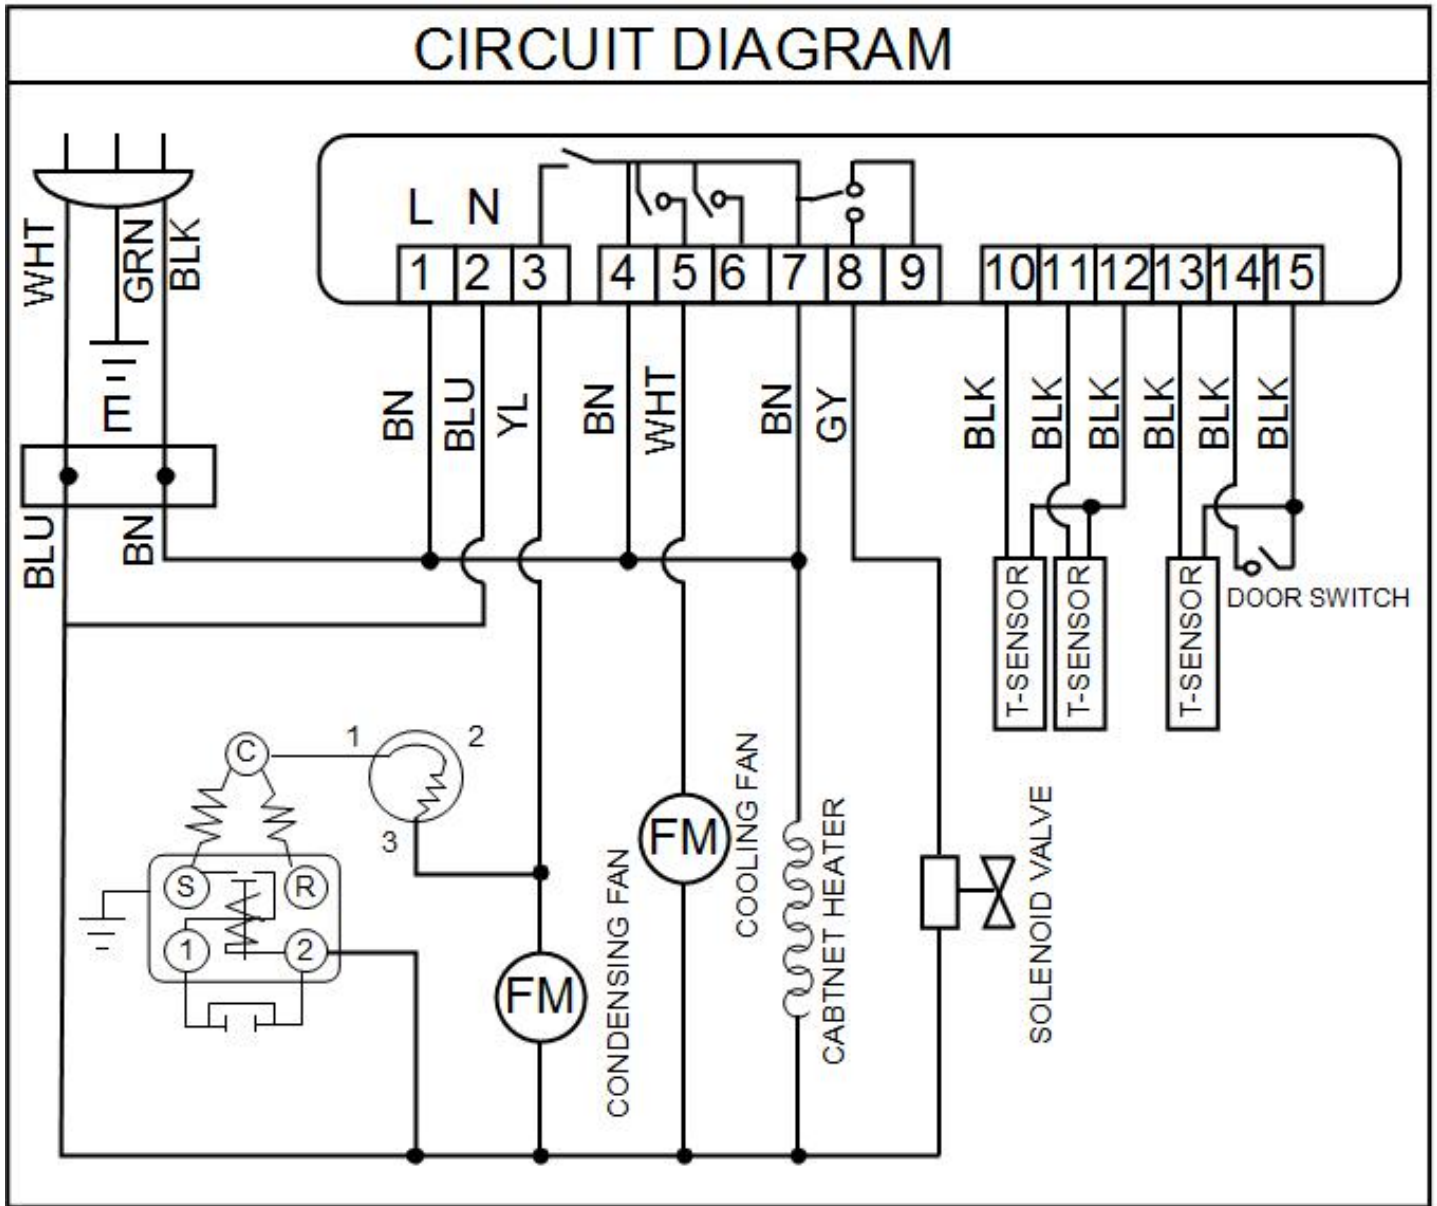 CIRCUIT DIAGRAM
L N
WHT
GRN
BLK
1 2 3 4 5 6 7 8 9 10 11 12 13 14 15
E
BN
BLU
YL
BN
WHT
BN
GY
BLK
BLK
BLK
BLK
BLK
BLK
BLU
BN
T-SENSOR
T-SENSOR
T-SENSOR
DOOR SWITCH
C
1
2
3
S
R
1
2
FM
CONDENSING FAN
FM
COOLING FAN
CABTNET HEATER
SOLENOID VALVE